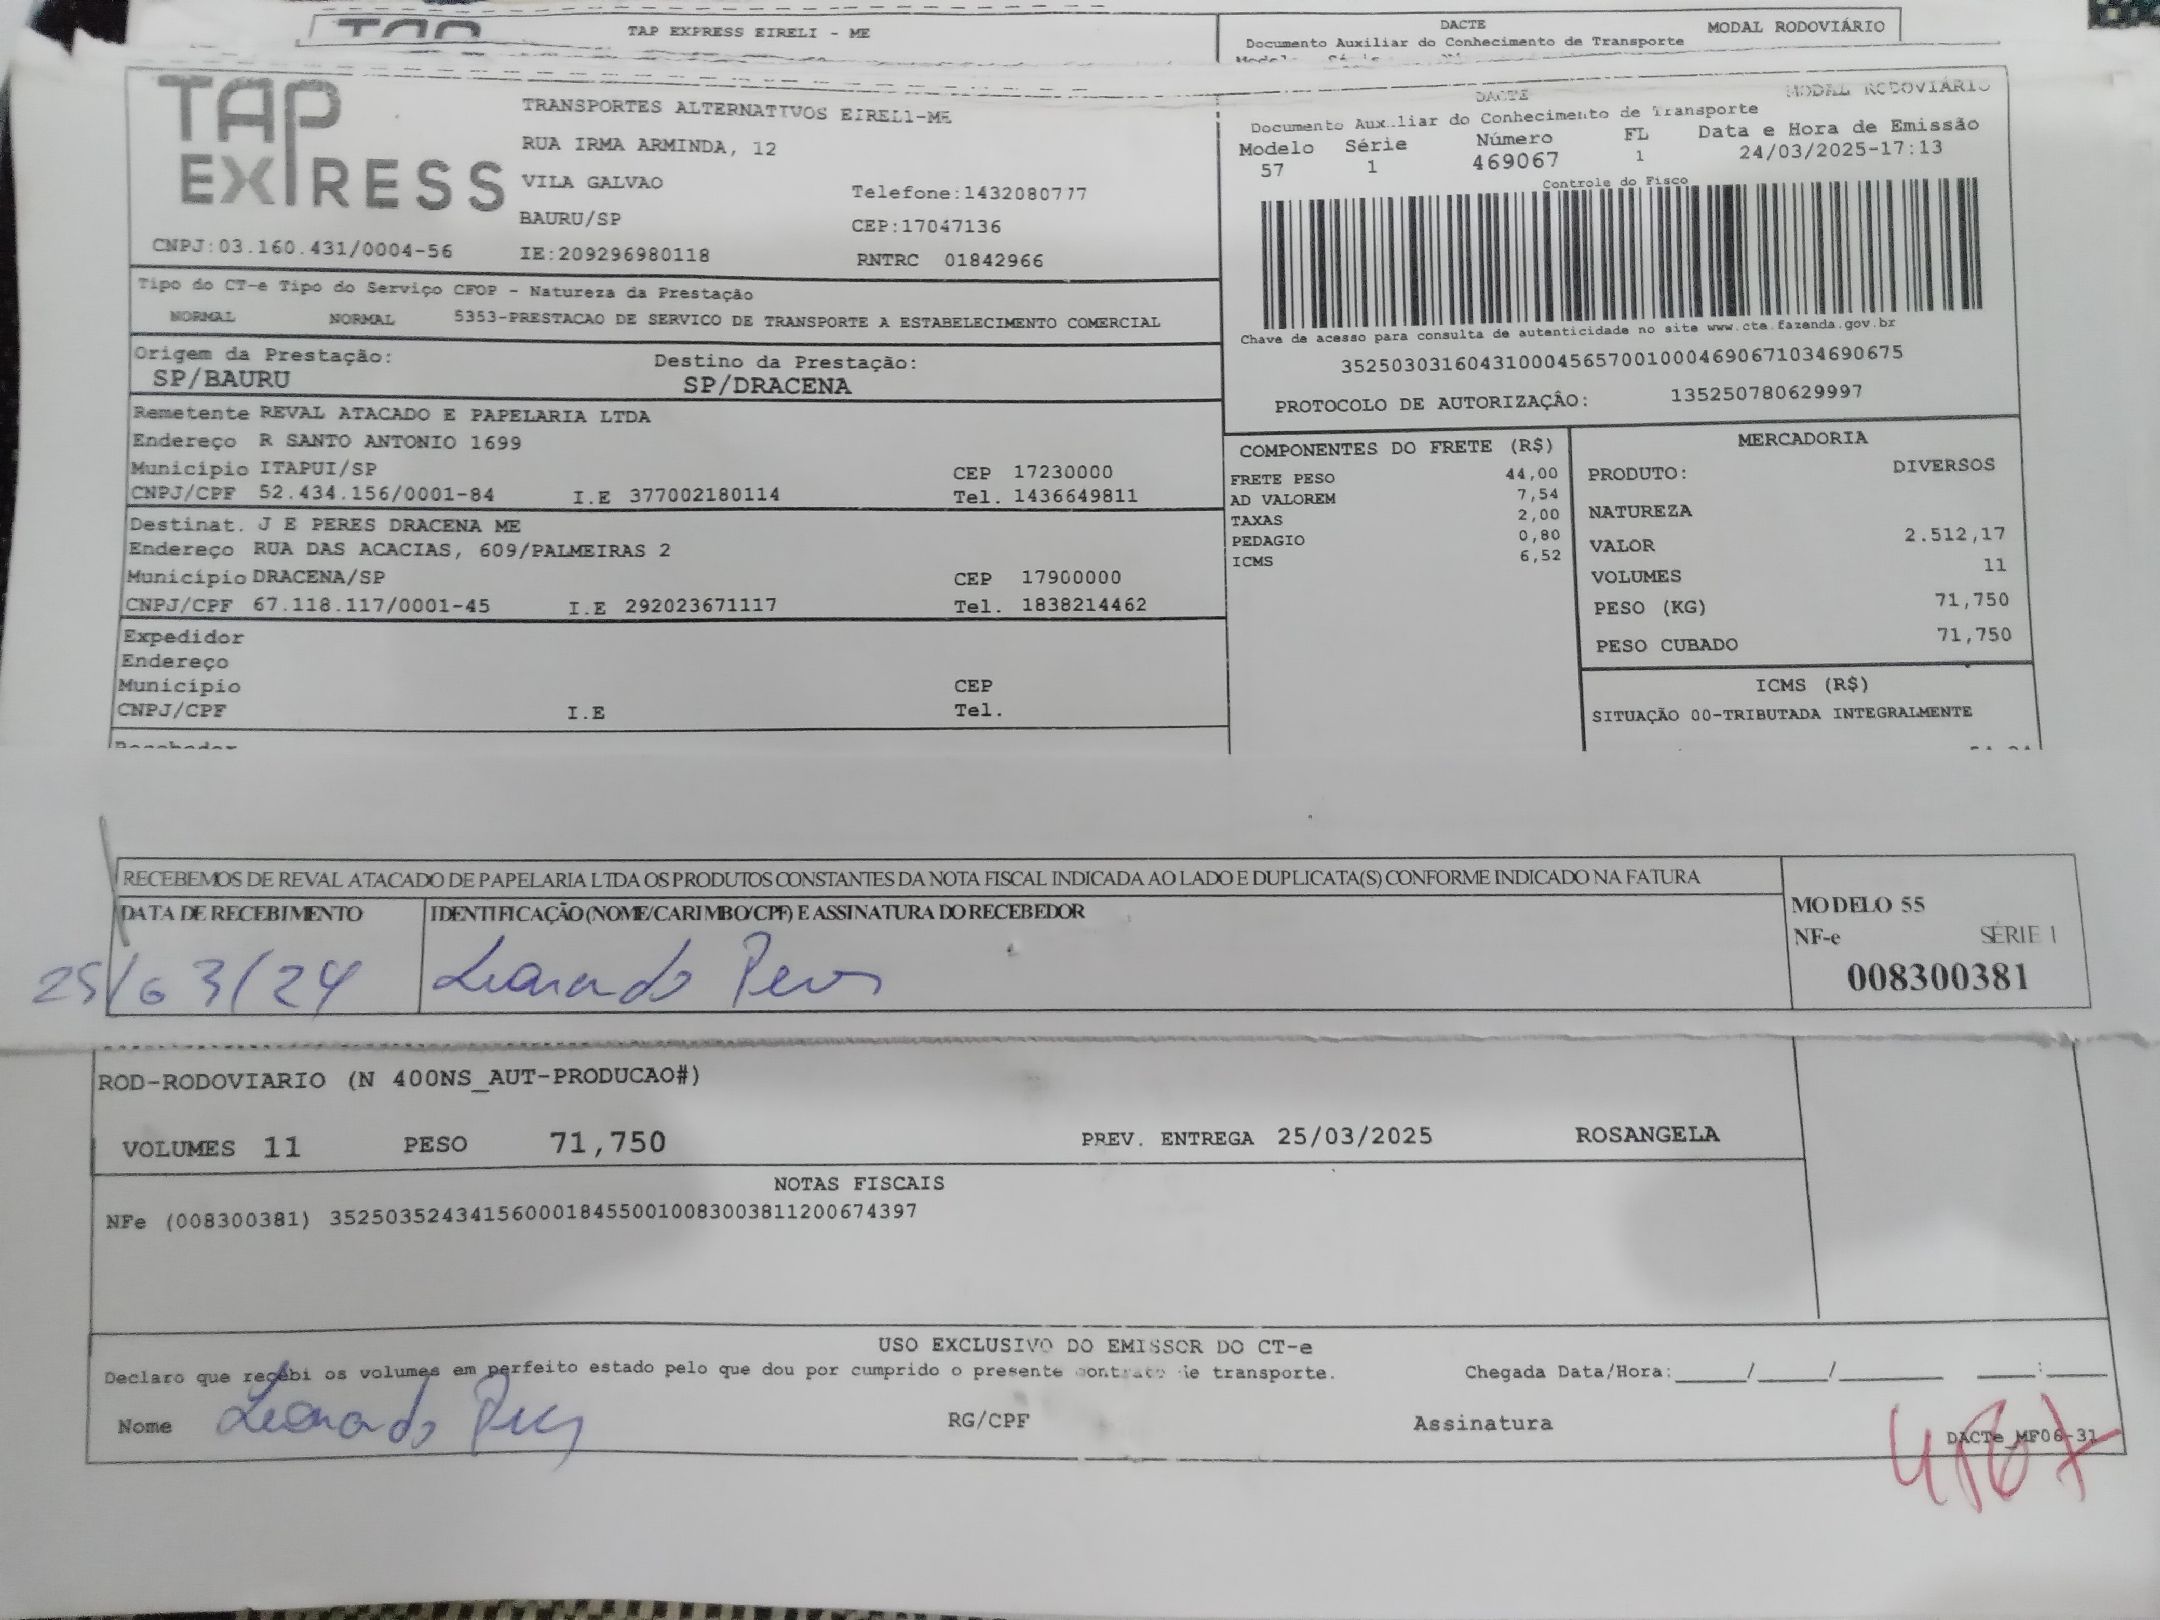 TAP EXPRESS EIRELI - ME
DACTE
MODAL RODOVIÁRIO
Documento Auxiliar do Conhecimento de Transporte
TAP EXPRESS
TRANSPORTES ALTERNATIVOS EIRELI-ME
RUA IRMA ARMINDA, 12
VILA GALVAO
Telefone:1432080777
BAURU/SP
CEP:17047136
CNPJ:03.160.431/0004-56
IE:209296980118
RNTRC 01842966
DACTE
MODAL RODOVIÁRIO
Documento Auxiliar do Conhecimento de Transporte
Modelo Série Número FL Data e Hora de Emissão
57 1 469067 1 24/03/2025-17:13
Controle do Fisco
Chave de acesso para consulta de autenticidade no site www.cte.fazenda.gov.br
35250303160431000456570010004690671034690675
PROTOCOLO DE AUTORIZAÇÂO: 135250780629997
Tipo do CT-e Tipo do Serviço CFOP - Natureza da Prestação
NORMAL NORMAL 5353-PRESTACAO DE SERVICO DE TRANSPORTE A ESTABELECIMENTO COMERCIAL
Origem da Prestação: Destino da Prestação:
SP/BAURU SP/DRACENA
Remetente REVAL ATACADO E PAPELARIA LTDA
Endereço R SANTO ANTONIO 1699
Município ITAPUI/SP CEP 17230000
CNPJ/CPF 52.434.156/0001-84 I.E 377002180114 Tel. 1436649811
Destinat. J E PERES DRACENA ME
Endereço RUA DAS ACACIAS, 609/PALMEIRAS 2
Município DRACENA/SP CEP 17900000
CNPJ/CPF 67.118.117/0001-45 I.E 292023671117 Tel. 1838214462
Expedidor
Endereço
Município CEP
CNPJ/CPF I.E Tel.
COMPONENTES DO FRETE (R$)
FRETE PESO 44,00
AD VALOREM 7,54
TAXAS 2,00
PEDAGIO 0,80
ICMS 6,52
MERCADORIA
PRODUTO: DIVERSOS
NATUREZA
VALOR 2.512,17
VOLUMES 11
PESO (KG) 71,750
PESO CUBADO 71,750
ICMS (R$)
SITUAÇÃO 00-TRIBUTADA INTEGRALMENTE
RECEBEMOS DE REVAL ATACADO DE PAPELARIA LTDA OS PRODUTOS CONSTANTES DA NOTA FISCAL INDICADA AO LADO E DUPLICATA(S) CONFORME INDICADO NA FATURA
DATA DE RECEBIMENTO
IDENTIFICAÇÃO (NOME/CARIMBO/CPF) E ASSINATURA DO RECEBEDOR
25/03/24 Leonardo Peres
MODELO 55
NF-e SÉRIE 1
008300381
ROD-RODOVIARIO (N 400NS_AUT-PRODUCAO#)
VOLUMES 11 PESO 71,750 PREV. ENTREGA 25/03/2025 ROSANGELA
NOTAS FISCAIS
NFe (008300381) 35250352434156000184550010083003811200674397
USO EXCLUSIVO DO EMISSOR DO CT-e
Declaro que recebi os volumes em perfeito estado pelo que dou por cumprido o presente contrato de transporte.
Chegada Data/Hora:_____/_____/_______ ____:____
Nome Leonardo Peres RG/CPF Assinatura
DACTe_MF06-31